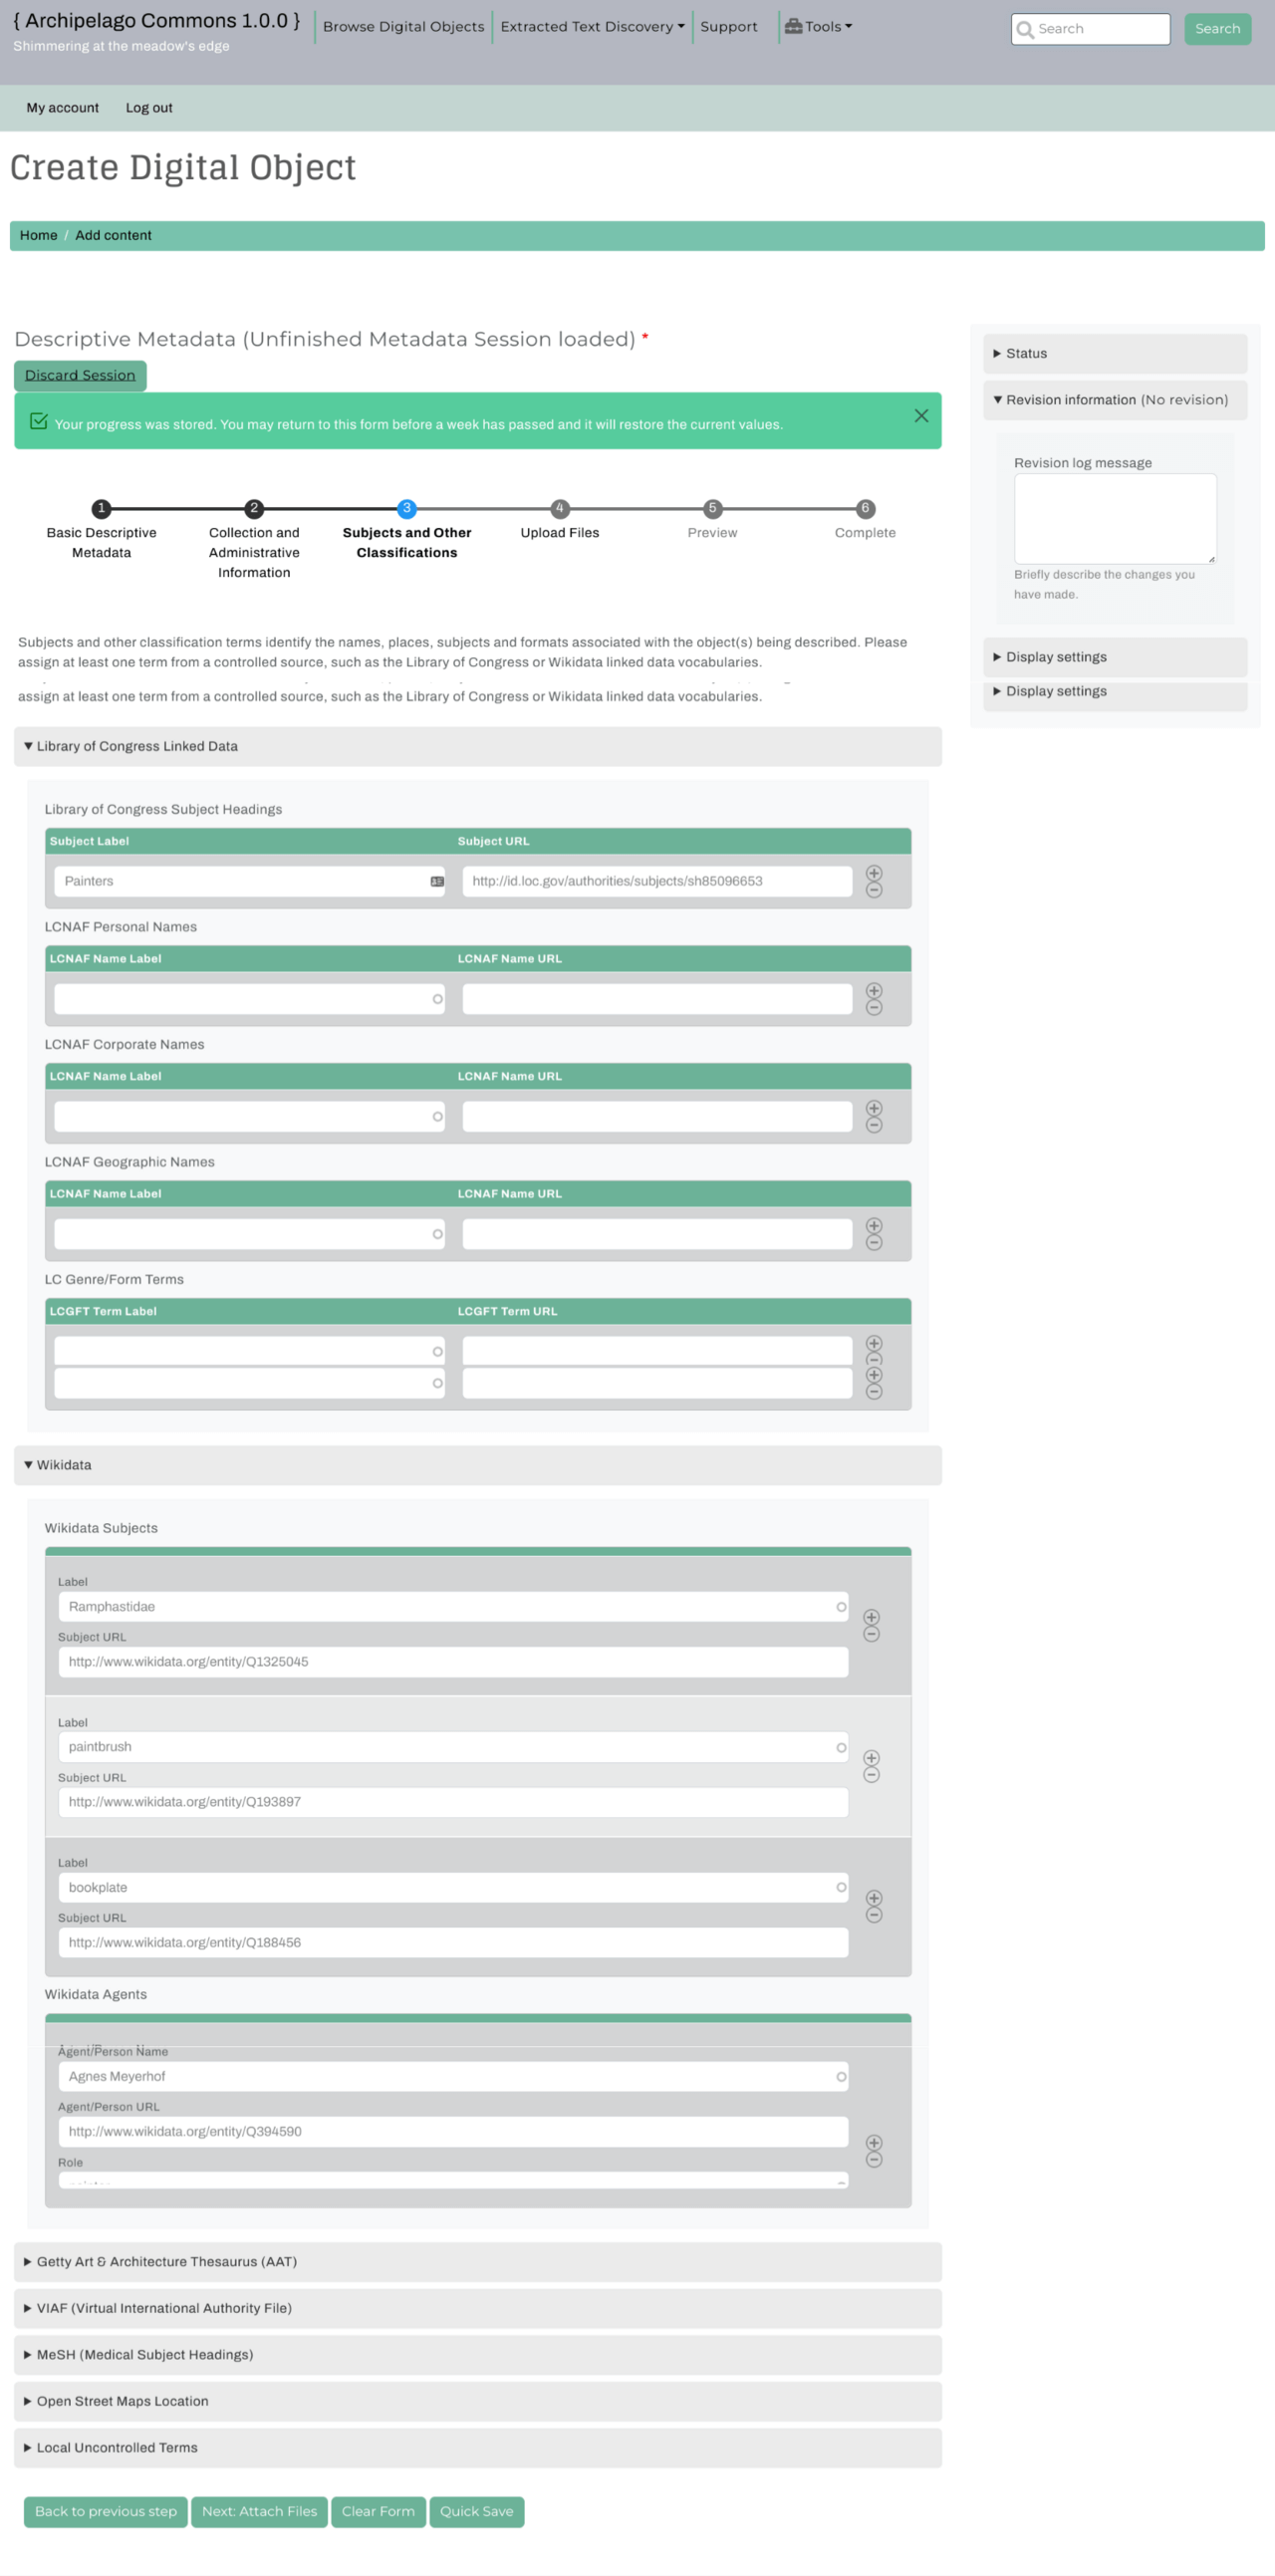 { Archipelago Commons 1.0.0 }
Shimmering at the meadow's edge
Browse Digital Objects
Extracted Text Discovery
Support
Tools
Search
Search
My account
Log out
Create Digital Object
Home / Add content
Descriptive Metadata (Unfinished Metadata Session loaded) *
Discard Session
Your progress was stored. You may return to this form before a week has passed and it will restore the current values.
1
Basic Descriptive
Metadata
2
Collection and
Administrative
Information
3
Subjects and Other
Classifications
4
Upload Files
5
Preview
6
Complete
Subjects and other classification terms identify the names, places, subjects and formats associated with the object(s) being described. Please
assign at least one term from a controlled source, such as the Library of Congress or Wikidata linked data vocabularies.
assign at least one term from a controlled source, such as the Library of Congress or Wikidata linked data vocabularies.
Library of Congress Linked Data
Library of Congress Subject Headings
Subject Label
Subject URL
Painters
http://id.loc.gov/authorities/subjects/sh85096653
LCNAF Personal Names
LCNAF Name Label
LCNAF Name URL
LCNAF Corporate Names
LCNAF Name Label
LCNAF Name URL
LCNAF Geographic Names
LCNAF Name Label
LCNAF Name URL
LC Genre/Form Terms
LCGFT Term Label
LCGFT Term URL
Wikidata
Wikidata Subjects
Label
Ramphastidae
Subject URL
http://www.wikidata.org/entity/Q1325045
Label
paintbrush
Subject URL
http://www.wikidata.org/entity/Q193897
Label
bookplate
Subject URL
http://www.wikidata.org/entity/Q188456
Wikidata Agents
Agent/Person Name
Agnes Meyerhof
Agent/Person URL
http://www.wikidata.org/entity/Q394590
Role
Getty Art & Architecture Thesaurus (AAT)
VIAF (Virtual International Authority File)
MeSH (Medical Subject Headings)
Open Street Maps Location
Local Uncontrolled Terms
Back to previous step
Next: Attach Files
Clear Form
Quick Save
Status
Revision information (No revision)
Revision log message
Briefly describe the changes you
have made.
Display settings
Display settings